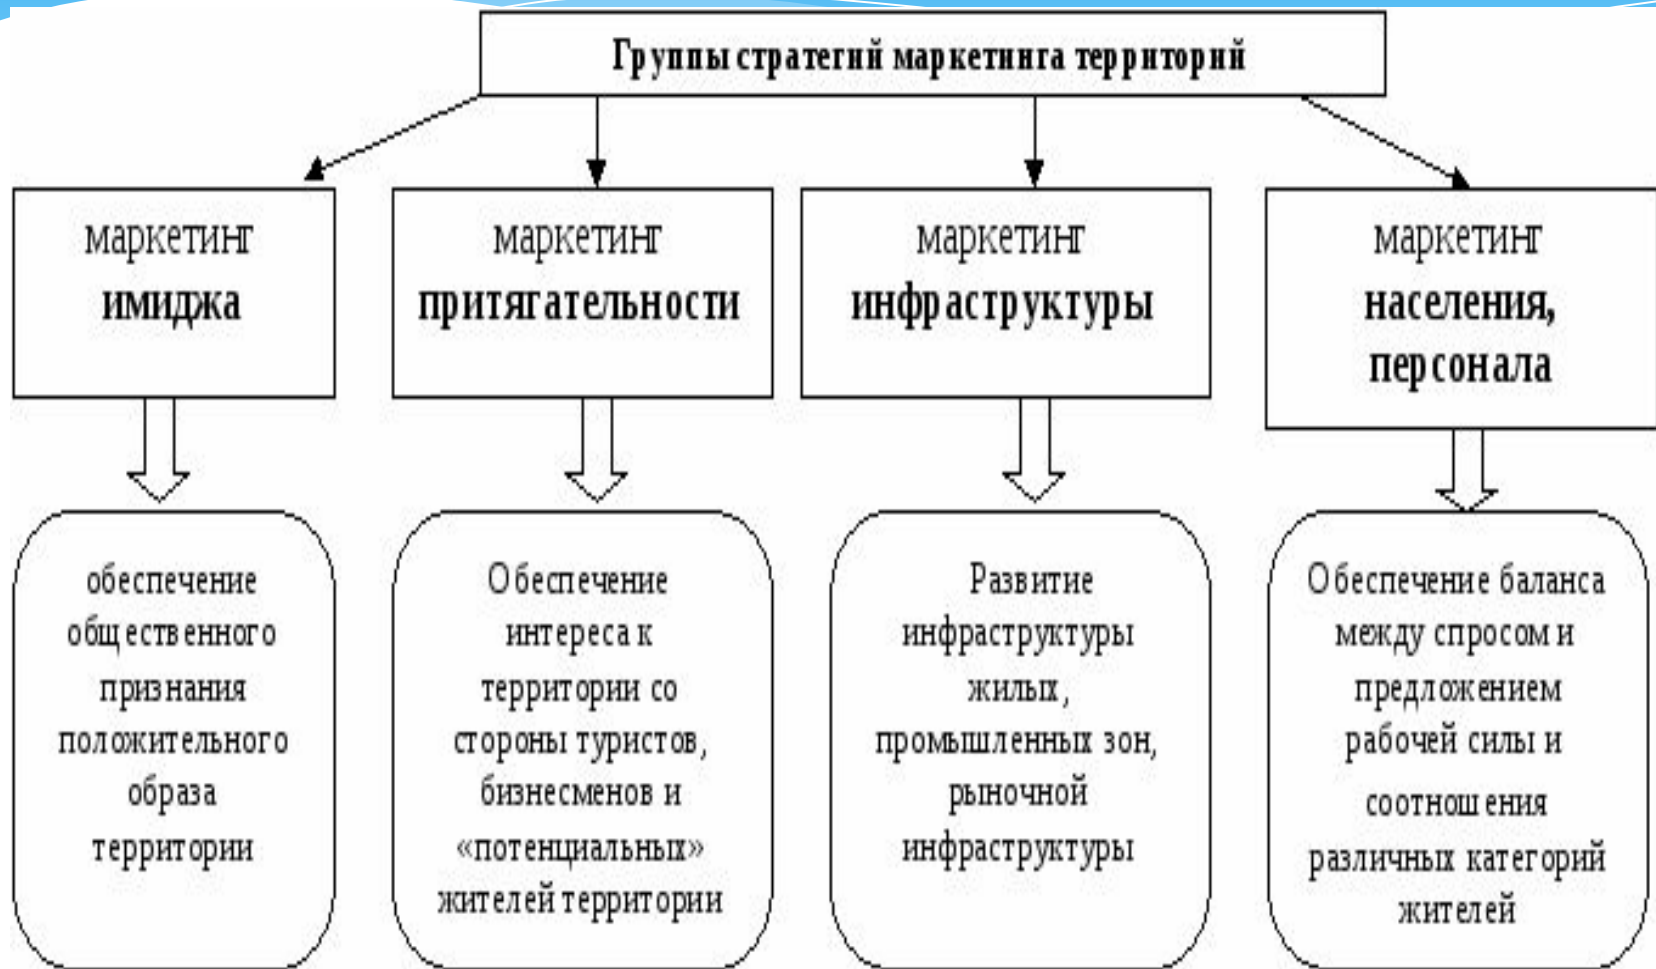 Группы стратегий маркетинга территорий
маркетинг
имиджа
маркетинг
притягательности
маркетинг
инфраструктуры
маркетинг
населения,
персонала
обеспечение
общественного
признания
положительного
образа
территории
Обеспечение
интереса к
территории со
стороны туристов,
бизнесменов и
«потенциальных»
жителей территории
Развитие
инфраструктуры
жилых,
промышленных зон,
рыночной
инфраструктуры
Обеспечение баланса
между спросом и
предложением
рабочей силы и
соотношения
различных категорий
жителей